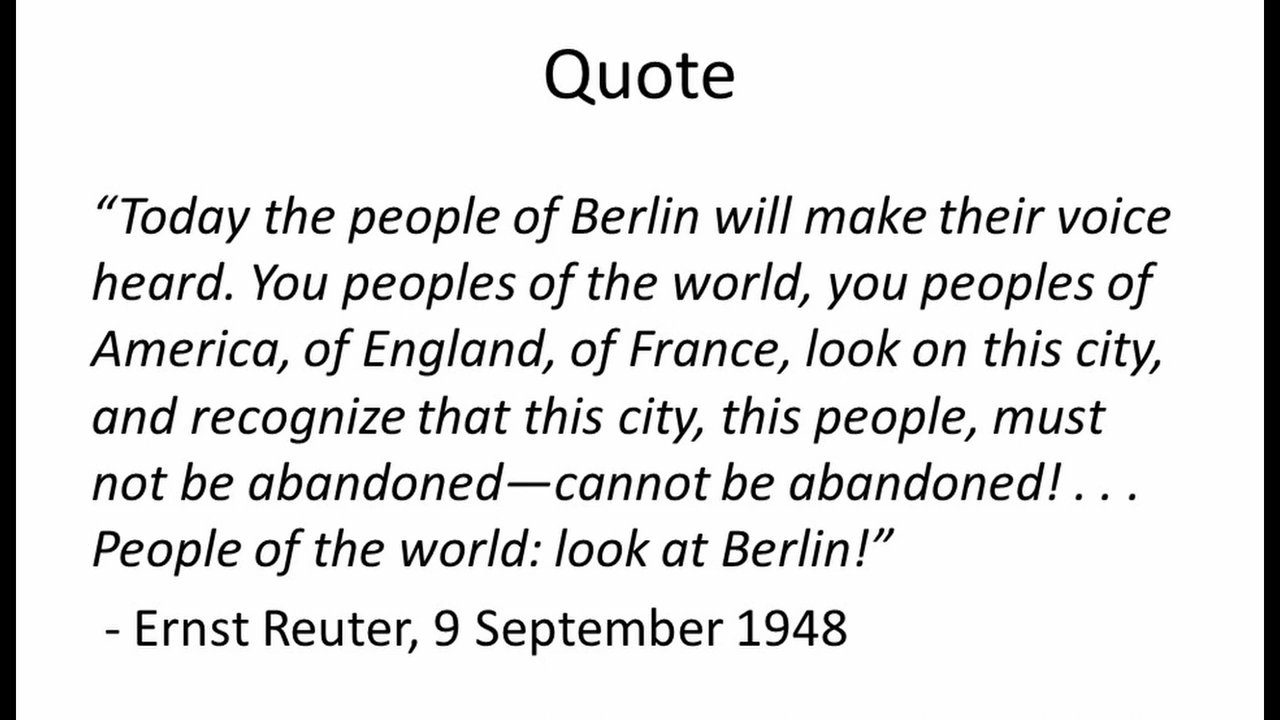 Quote
“Today the people of Berlin will make their voice
heard. You peoples of the world, you peoples of
America, of England, of France, look on this city,
and recognize that this city, this people, must
not be abandoned—cannot be abandoned! . . .
People of the world: look at Berlin!”
- Ernst Reuter, 9 September 1948